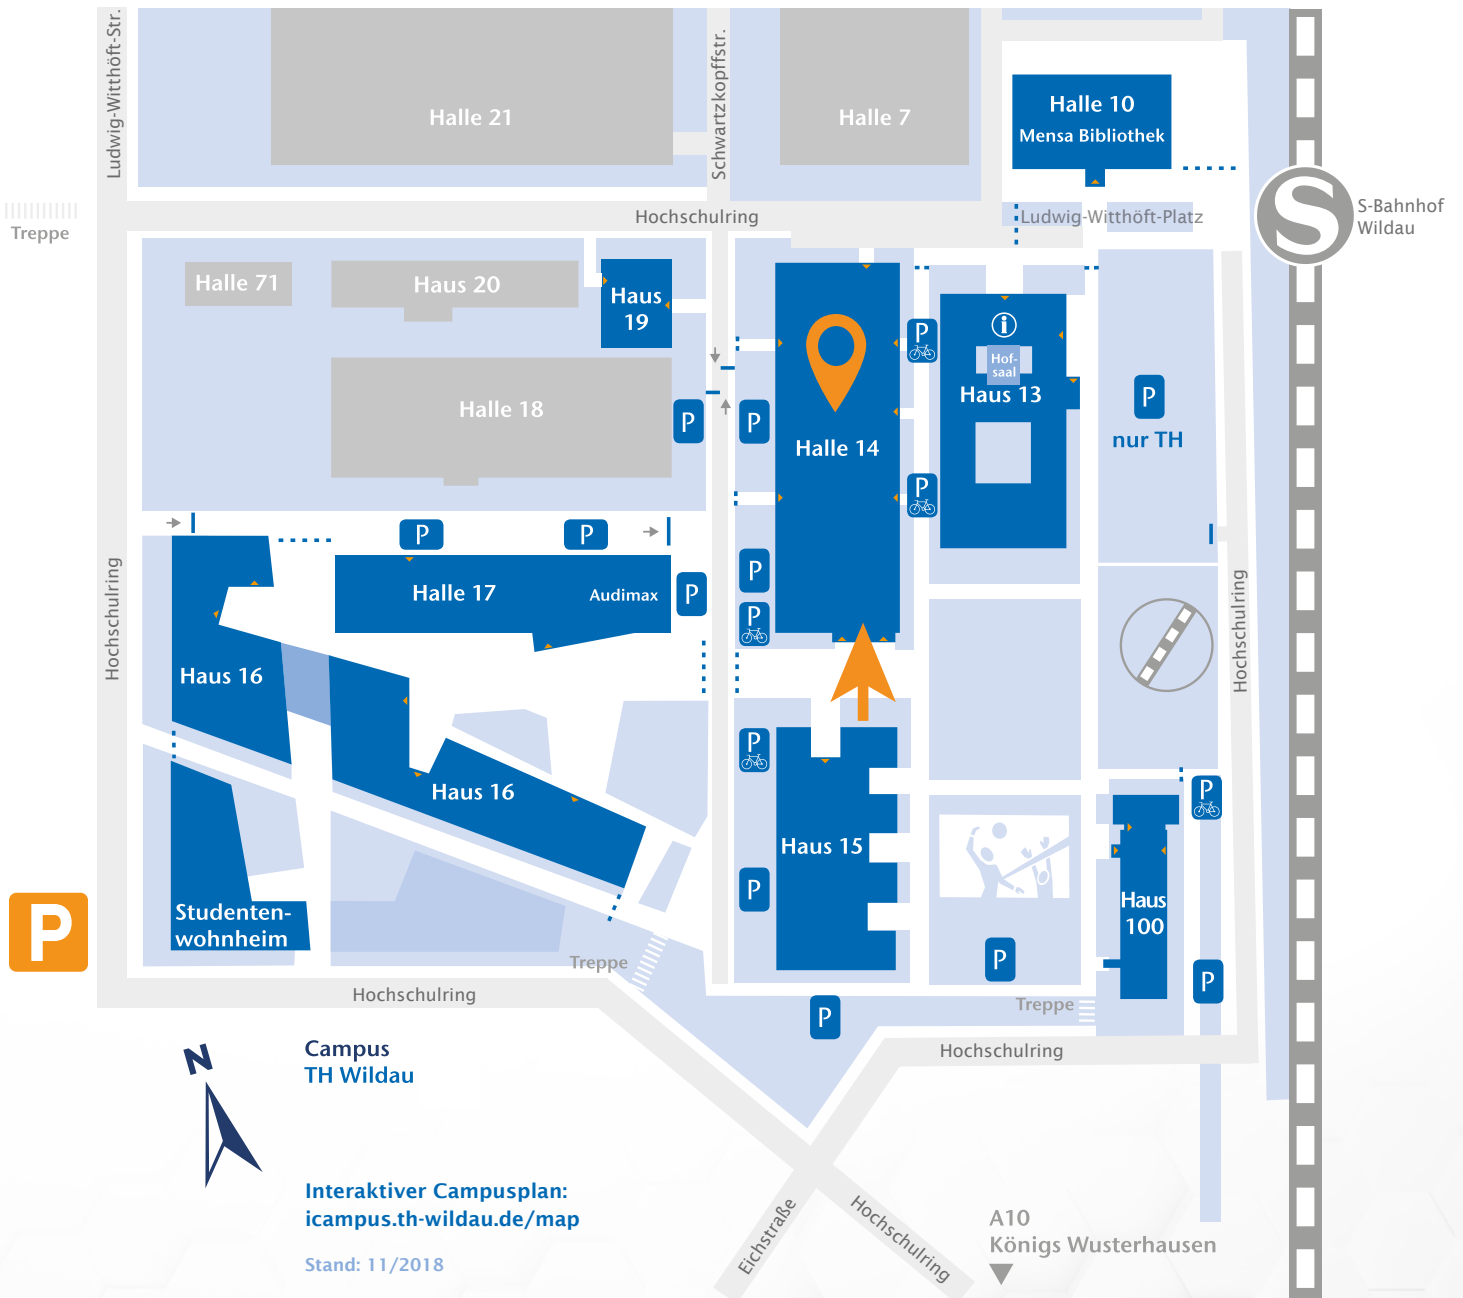 Ludwig-Witthöft-Str.
Halle 21
Schwartzkopffstr.
Halle 7
Halle 10
Mensa Bibliothek
S
S-Bahnhof
Wildau
Treppe
Hochschulring
Ludwig-Witthöft-Platz
Halle 71
Haus 20
Haus
19
i
Hof-
saal
Haus 13
P
P
nur TH
Halle 18
P
P
Halle 14
P
P
P
Hochschulring
Halle 17
Audimax
P
P
P
Hochschulring
Haus 16
P
Haus 16
Haus 15
P
P
Haus
100
Studenten-
wohnheim
P
Treppe
P
P
Hochschulring
P
Treppe
Hochschulring
N
Campus
TH Wildau
Interaktiver Campusplan:
icampus.th-wildau.de/map
Stand: 11/2018
Eichstraße
Hochschulring
A10
Königs Wusterhausen